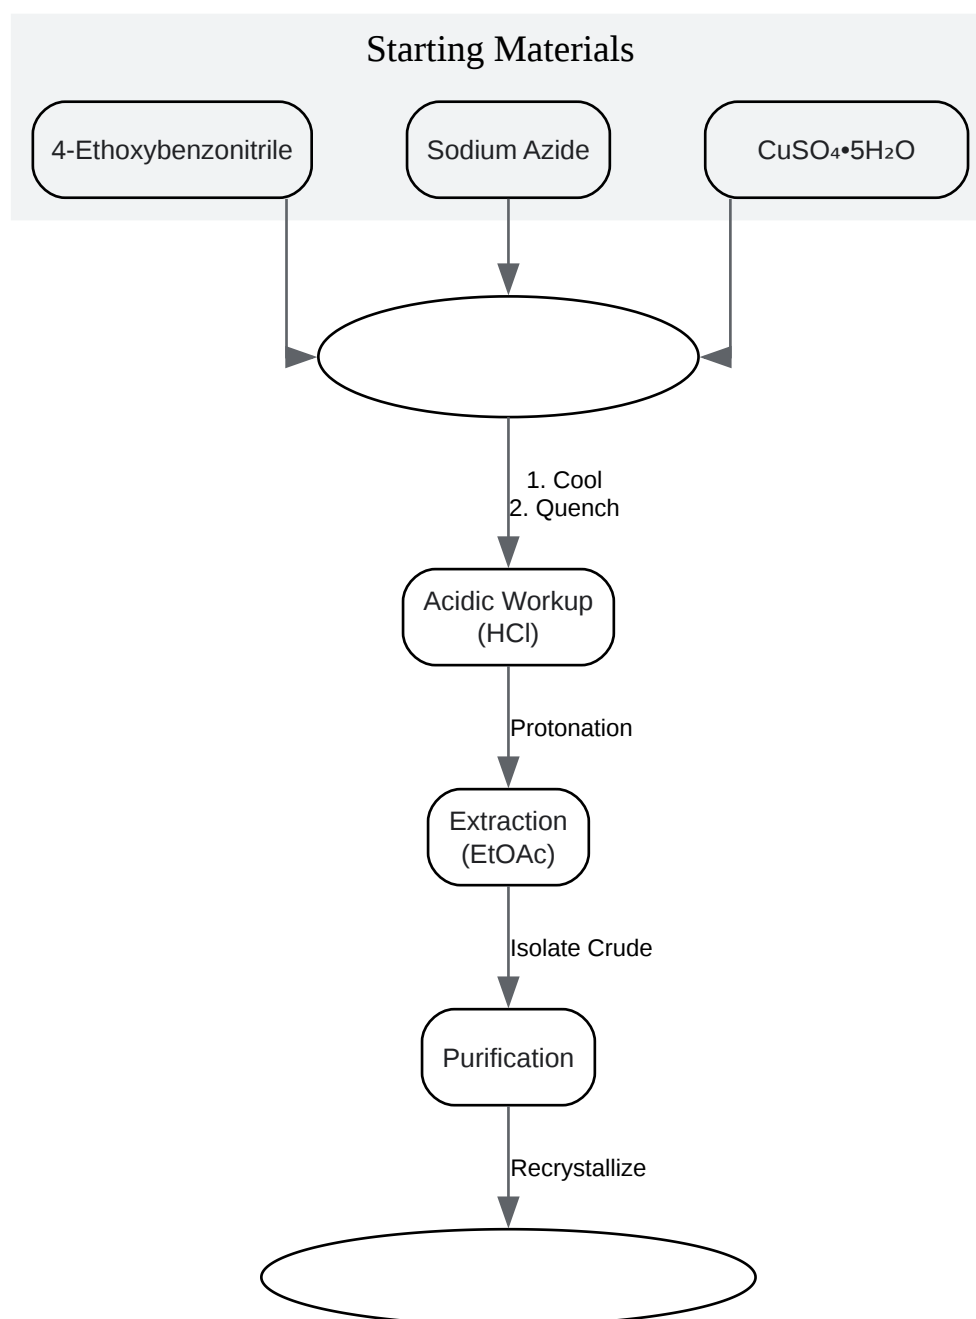 Starting Materials
4-Ethoxybenzonitrile
Sodium Azide
CuSO₄•5H₂O
1. Cool
2. Quench
Acidic Workup
(HCl)
Protonation
Extraction
(EtOAc)
Isolate Crude
Purification
Recrystallize